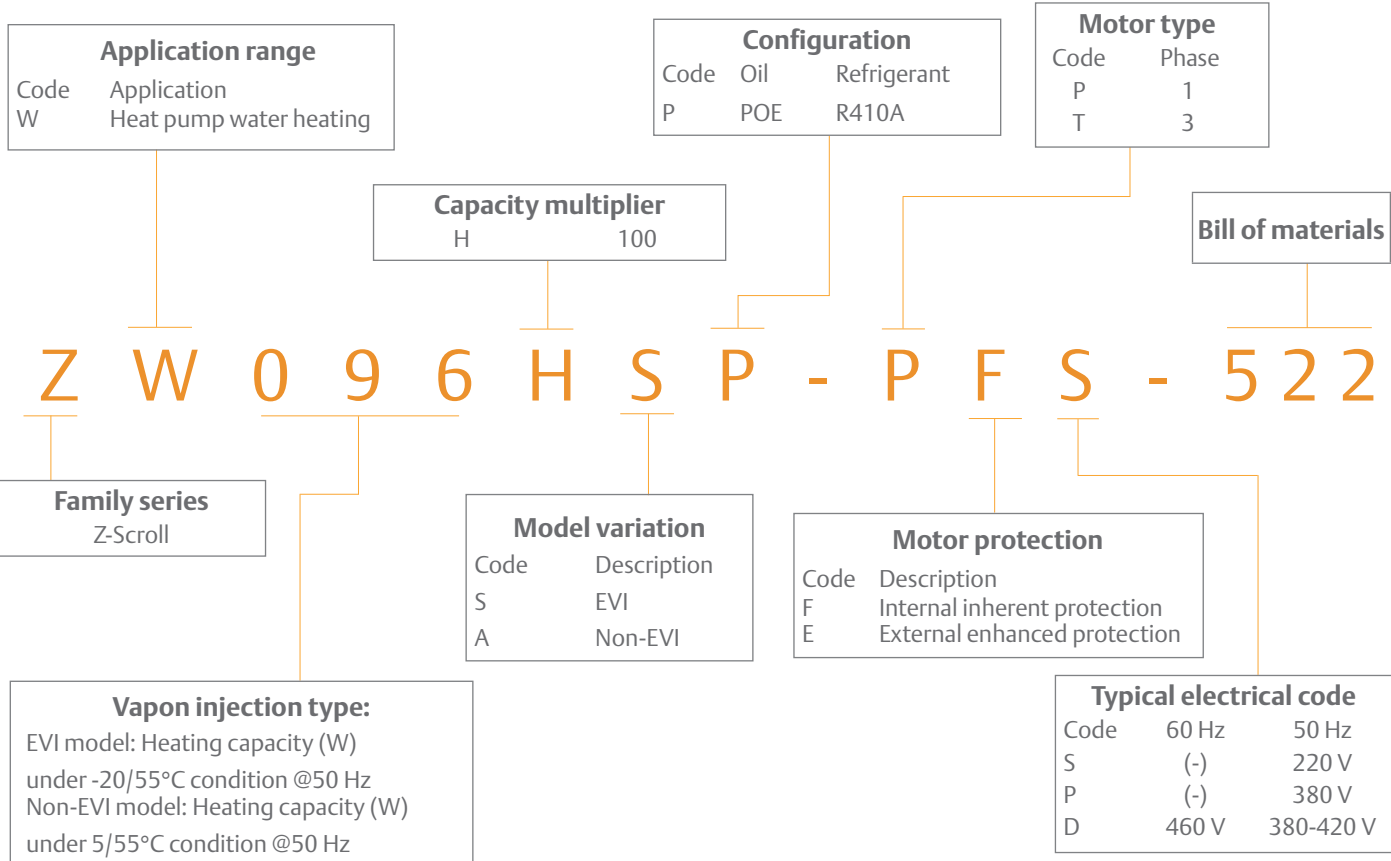 Application range
Code Application
W Heat pump water heating
Configuration
Code Oil Refrigerant
P POE R410A
Motor type
Code Phase
P 1
T 3
Capacity multiplier
H 100
Bill of materials
Z W 0 9 6 H S P - P F S - 5 2 2
Family series
Z-Scroll
Model variation
Code Description
S EVI
A Non-EVI
Motor protection
Code Description
F Internal inherent protection
E External enhanced protection
Vapon injection type:
EVI model: Heating capacity (W)
under -20/55°C condition @50 Hz
Non-EVI model: Heating capacity (W)
under 5/55°C condition @50 Hz
Typical electrical code
Code 60 Hz 50 Hz
S (-) 220 V
P (-) 380 V
D 460 V 380-420 V